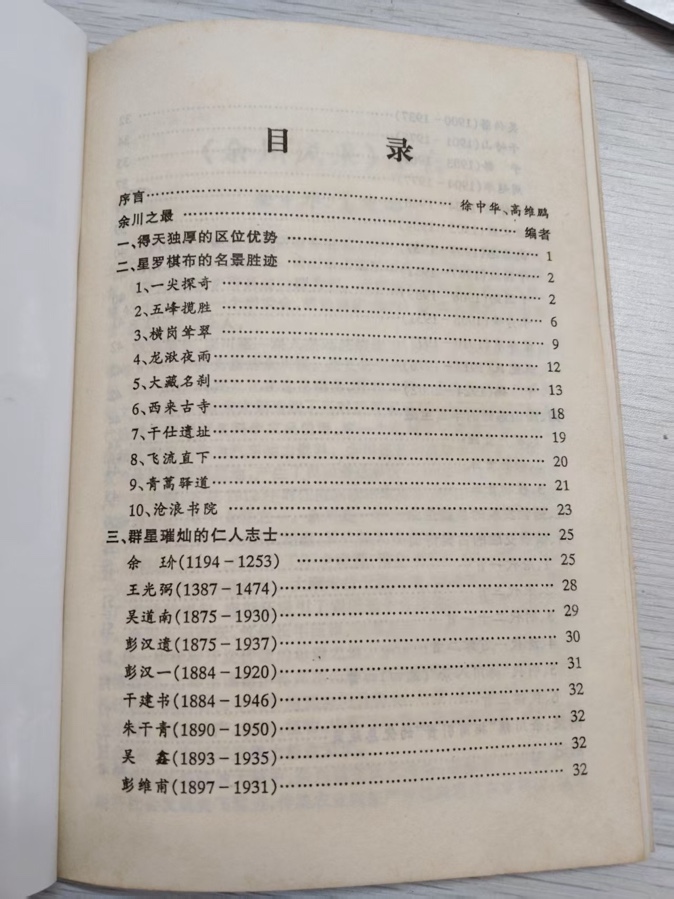 目 录
序言…………………………………… 徐中华、高维鹏
余川之最 …………………………………… 编者
一、得天独厚的区位优势 …………………………………… 1
二、星罗棋布的名景胜迹 …………………………………… 2
1、一尖探奇 …………………………………… 2
2、五峰揽胜 …………………………………… 6
3、横岗耸翠 …………………………………… 9
4、龙湫夜雨 …………………………………… 12
5、大藏名刹 …………………………………… 13
6、西来古寺 …………………………………… 18
7、干仕遗址 …………………………………… 19
8、飞流直下 …………………………………… 20
9、青蒿驿道 …………………………………… 21
10、沧浪书院 …………………………………… 23
三、群星璀灿的仁人志士 …………………………………… 25
余 玠(1194－1253) …………………………………… 25
王光弼(1387－1474) …………………………………… 28
吴道南(1875－1930) …………………………………… 29
彭汉遗(1875－1937) …………………………………… 30
彭汉一(1884－1920) …………………………………… 31
干建书(1884－1946) …………………………………… 32
朱干青(1890－1950) …………………………………… 32
吴 鑫(1893－1935) …………………………………… 32
彭维甫(1897－1931) …………………………………… 32